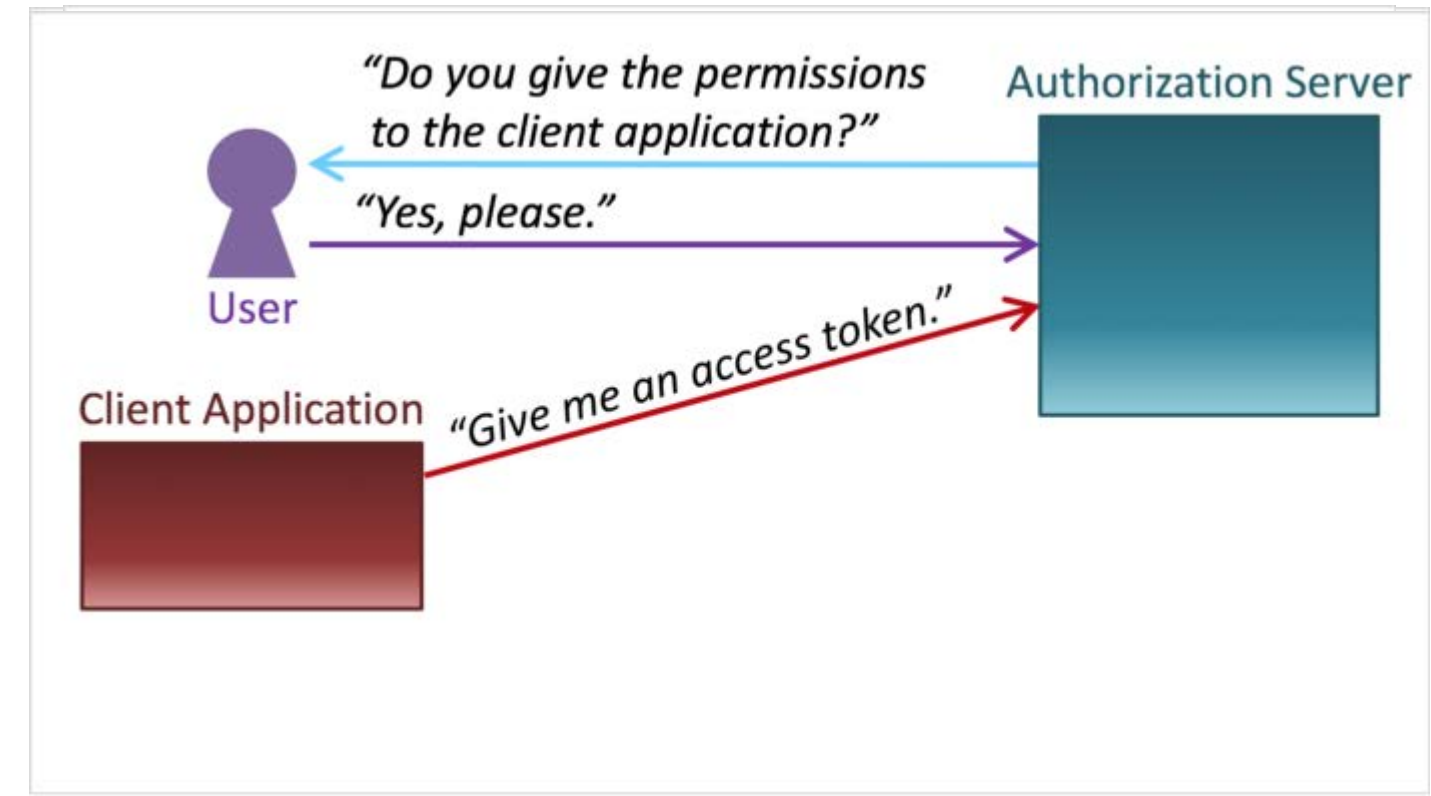 “Do you give the permissions
to the client application?”
Authorization Server
“Yes, please.”
User
“Give me an access token.”
Client Application